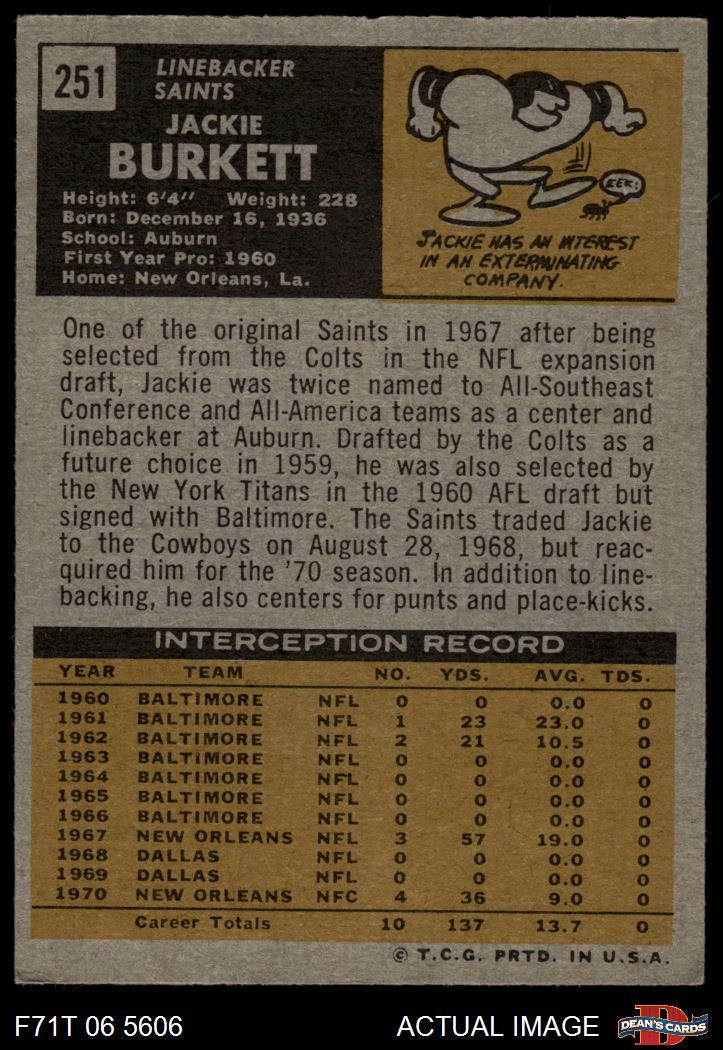 251
LINEBACKER
SAINTS
JACKIE
BURKETT
Height: 6'4" Weight: 228
Born: December 16, 1936
School: Auburn
First Year Pro: 1960
Home: New Orleans, La.
EEK!
JACKIE HAS AN INTEREST
IN AN EXTERMINATING
COMPANY.
One of the original Saints in 1967 after being
selected from the Colts in the NFL expansion
draft, Jackie was twice named to All-Southeast
Conference and All-America teams as a center and
linebacker at Auburn. Drafted by the Colts as a
future choice in 1959, he was also selected by
the New York Titans in the 1960 AFL draft but
signed with Baltimore. The Saints traded Jackie
to the Cowboys on August 28, 1968, but reac-
quired him for the '70 season. In addition to line-
backing, he also centers for punts and place-kicks.
INTERCEPTION RECORD
YEAR TEAM NO. YDS. AVG. TDS.
1960 BALTIMORE NFL 0 0 0.0 0
1961 BALTIMORE NFL 1 23 23.0 0
1962 BALTIMORE NFL 2 21 10.5 0
1963 BALTIMORE NFL 0 0 0.0 0
1964 BALTIMORE NFL 0 0 0.0 0
1965 BALTIMORE NFL 0 0 0.0 0
1966 BALTIMORE NFL 0 0 0.0 0
1967 NEW ORLEANS NFL 3 57 19.0 0
1968 DALLAS NFL 0 0 0.0 0
1969 DALLAS NFL 0 0 0.0 0
1970 NEW ORLEANS NFC 4 36 9.0 0
Career Totals 10 137 13.7 0
© T.C.G. PRTD. IN U.S.A.
F71T 06 5606
ACTUAL IMAGE
D
DEAN'S CARDS